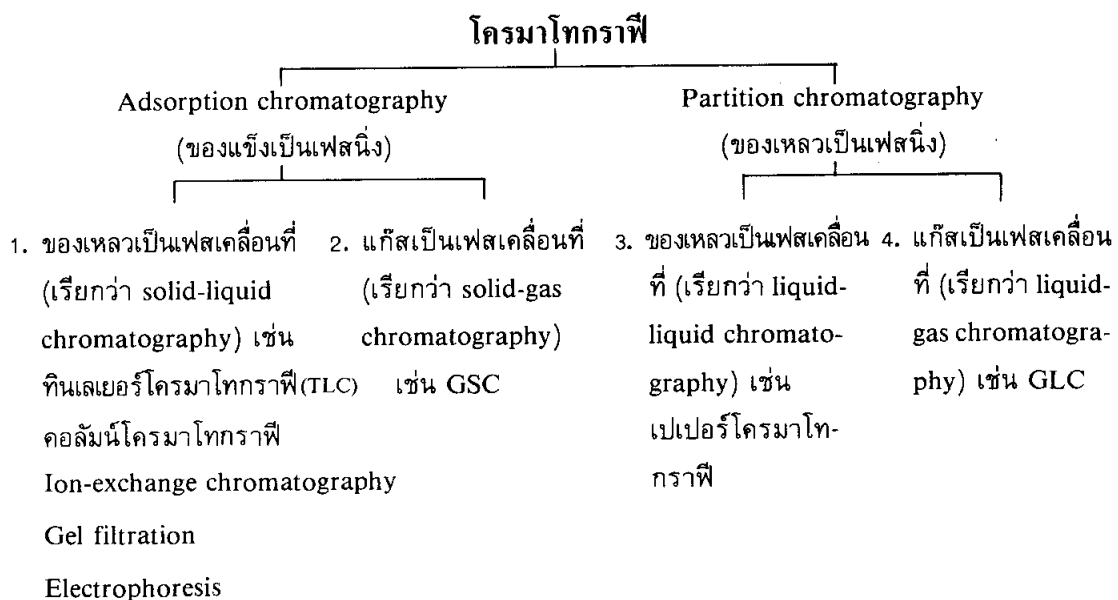 โครมาโทกราฟี
Adsorption chromatography
(ของแข็งเป็นเฟสนิ่ง)
Partition chromatography
(ของเหลวเป็นเฟสนิ่ง)
1. ของเหลวเป็นเฟสเคลื่อนที่
(เรียกว่า solid-liquid
chromatography) เช่น
ทินเลเยอร์โครมาโทกราฟี(TLC)
คอลัมน์โครมาโทกราฟี
Ion-exchange chromatography
Gel filtration
Electrophoresis
2. แก๊สเป็นเฟสเคลื่อนที่
(เรียกว่า solid-gas
chromatography)
เช่น GSC
3. ของเหลวเป็นเฟสเคลื่อน
ที่ (เรียกว่า liquid-
liquid chromato-
graphy) เช่น
เปเปอร์โครมาโท-
กราฟี
4. แก๊สเป็นเฟสเคลื่อน
ที่ (เรียกว่า liquid-
gas chromatogra-
phy) เช่น GLC